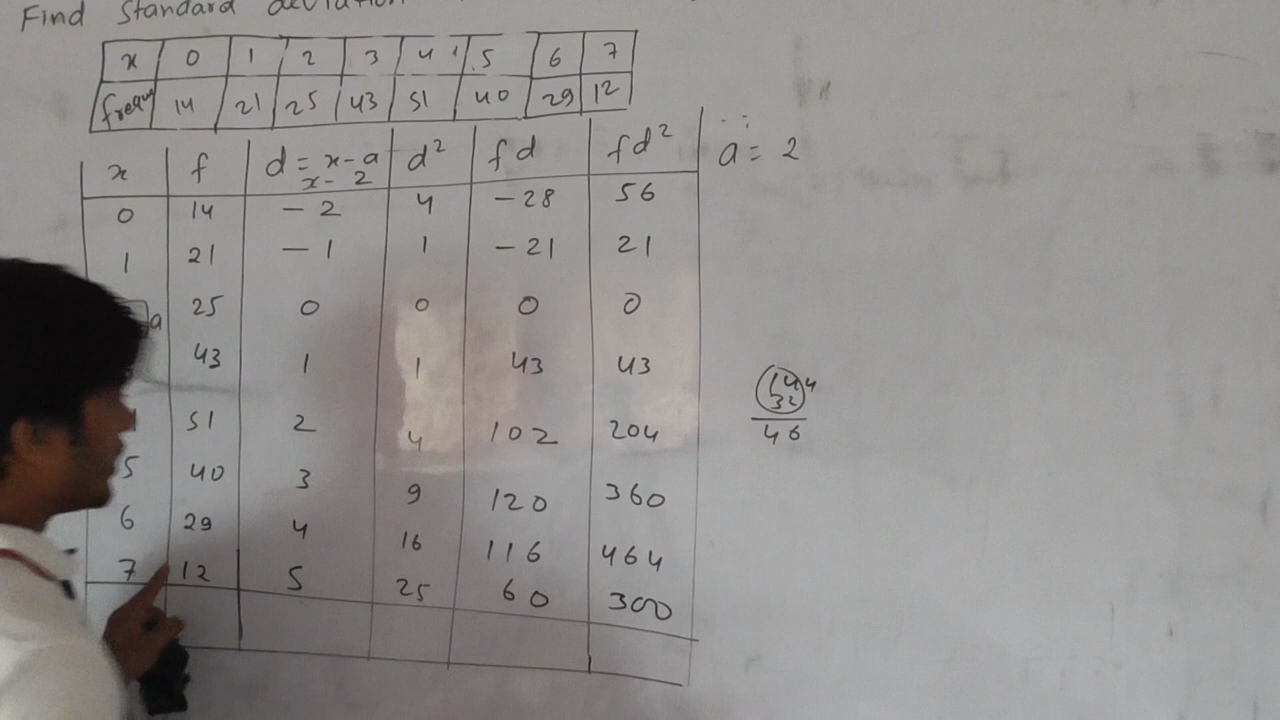 Find Standard deviation
x 0 1 2 3 4 5 6 7
frequ 14 21 25 43 51 40 29 12
x f d = x-a d² fd fd² a = 2
x-2
0 14 -2 4 -28 56
1 21 -1 1 -21 21
a 25 0 0 0 0
43 1 1 43 43
51 2 4 102 204
5 40 3 9 120 360
6 29 4 16 116 464
7 12 5 25 60 300
144
32
46